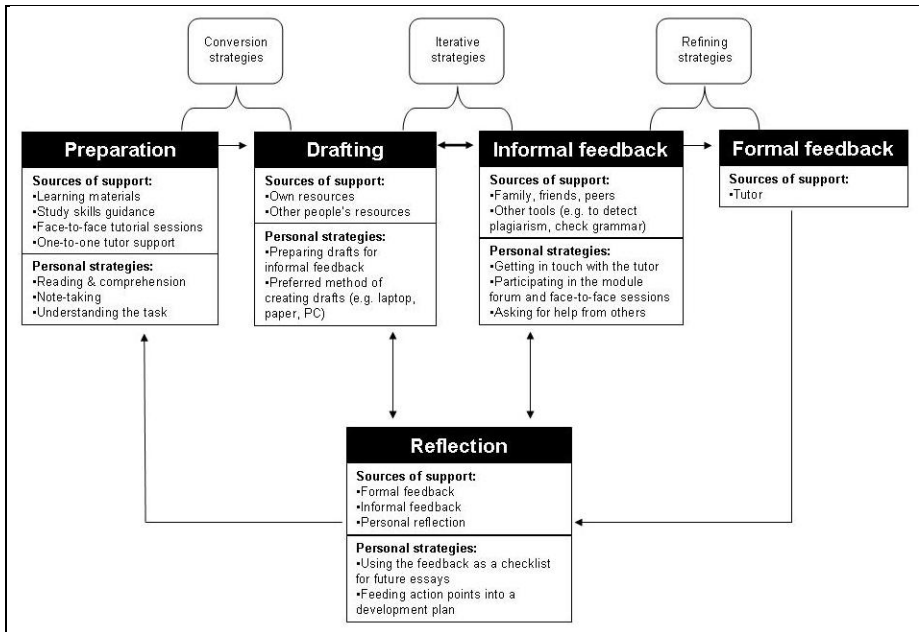 Conversion
strategies
Iterative
strategies
Refining
strategies
Preparation
Sources of support:
▪Learning materials
▪Study skills guidance
▪Face-to-face tutorial sessions
▪One-to-one tutor support
Personal strategies:
▪Reading & comprehension
▪Note-taking
▪Understanding the task
Drafting
Sources of support:
▪Own resources
▪Other people's resources
Personal strategies:
▪Preparing drafts for
informal feedback
▪Preferred method of
creating drafts (e.g. laptop,
paper, PC)
Informal feedback
Sources of support:
▪Family, friends, peers
▪Other tools (e.g. to detect
plagiarism, check grammar)
Personal strategies:
▪Getting in touch with the tutor
▪Participating in the module
forum and face-to-face sessions
▪Asking for help from others
Formal feedback
Sources of support:
▪Tutor
Reflection
Sources of support:
▪Formal feedback
▪Informal feedback
▪Personal reflection
Personal strategies:
▪Using the feedback as a checklist
for future essays
▪Feeding action points into a
development plan